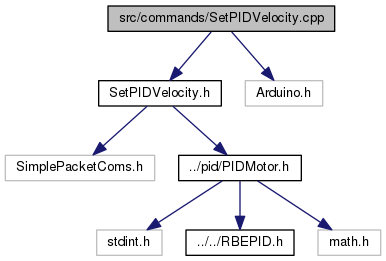 src/commands/SetPIDVelocity.cpp
SetPIDVelocity.h
Arduino.h
SimplePacketComs.h
../pid/PIDMotor.h
stdint.h
../../RBEPID.h
math.h